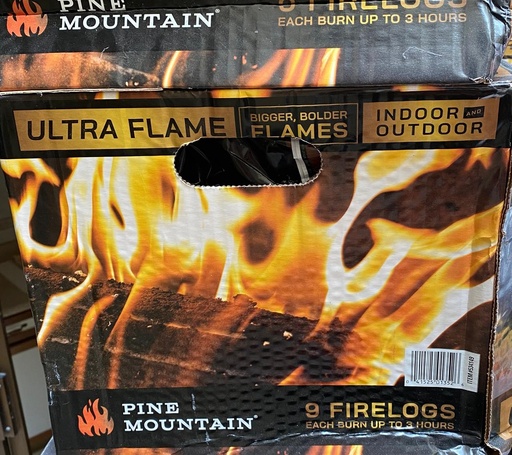 PINE
MOUNTAIN®
FIRELOGS
EACH BURN UP TO 3 HOURS
ULTRA FLAME
BIGGER, BOLDER
FLAMES
INDOOR AND
OUTDOOR
PINE
MOUNTAIN®
9 FIRELOGS
EACH BURN UP TO 3 HOURS